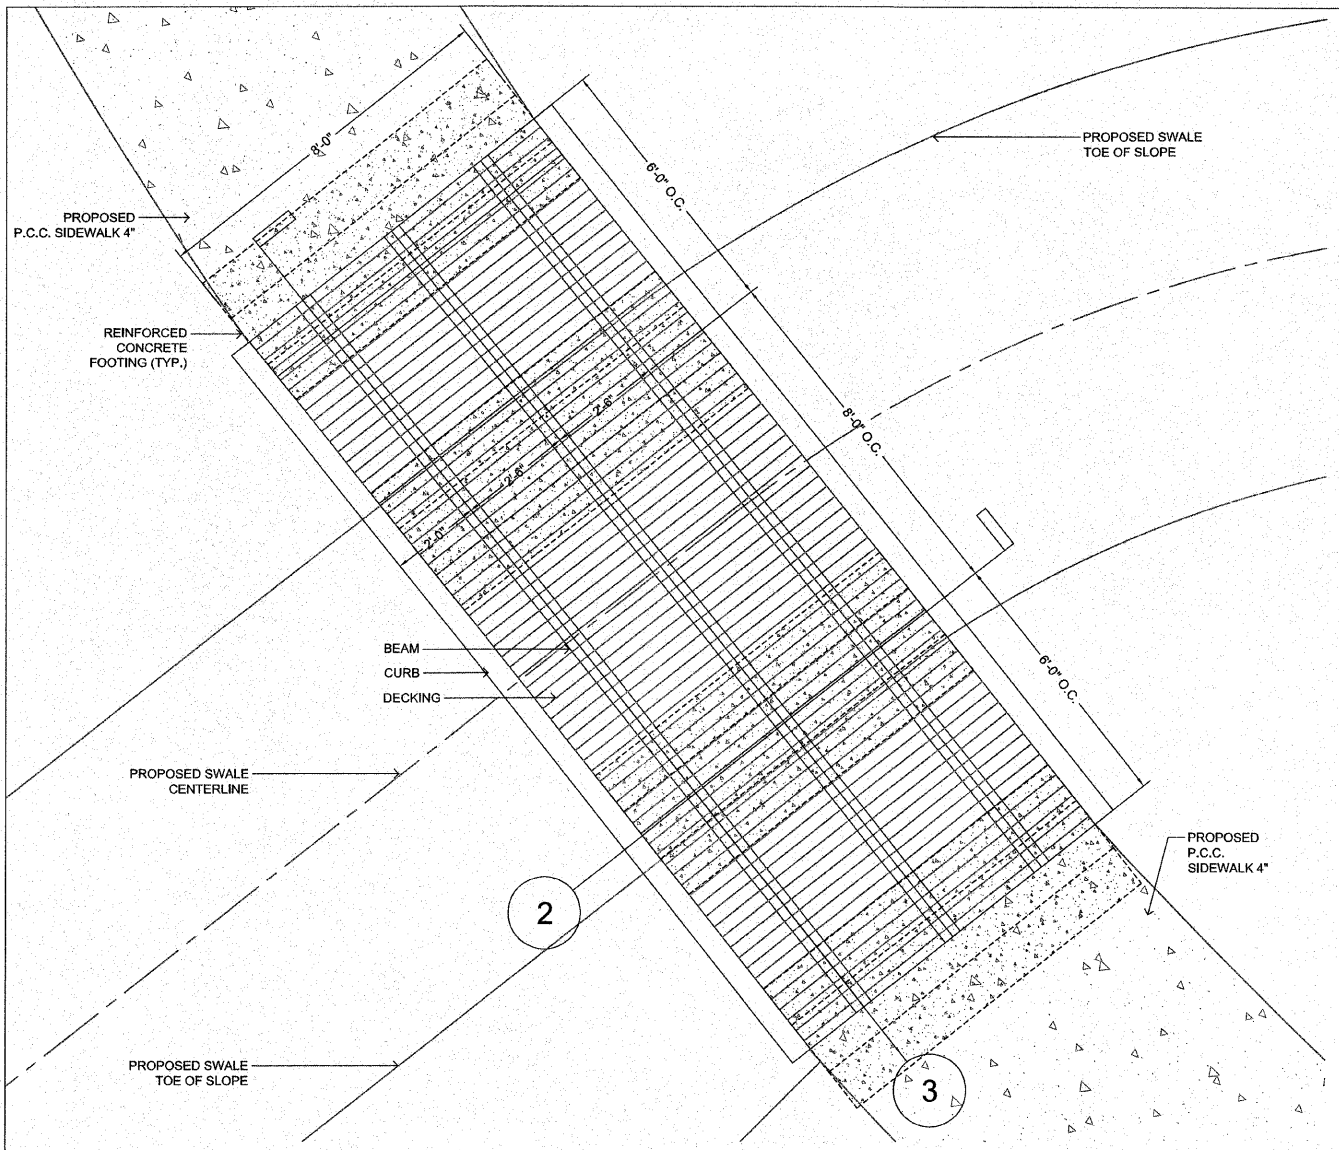 8'-0"
6'-0" O.C.
PROPOSED SWALE
TOE OF SLOPE
PROPOSED
P.C.C. SIDEWALK 4"
REINFORCED
CONCRETE
FOOTING (TYP.)
2'-6"
8'-0" O.C.
2'-6"
2'-0"
BEAM
CURB
DECKING
6'-0" O.C.
PROPOSED SWALE
CENTERLINE
PROPOSED
P.C.C.
SIDEWALK 4"
2
PROPOSED SWALE
TOE OF SLOPE
3